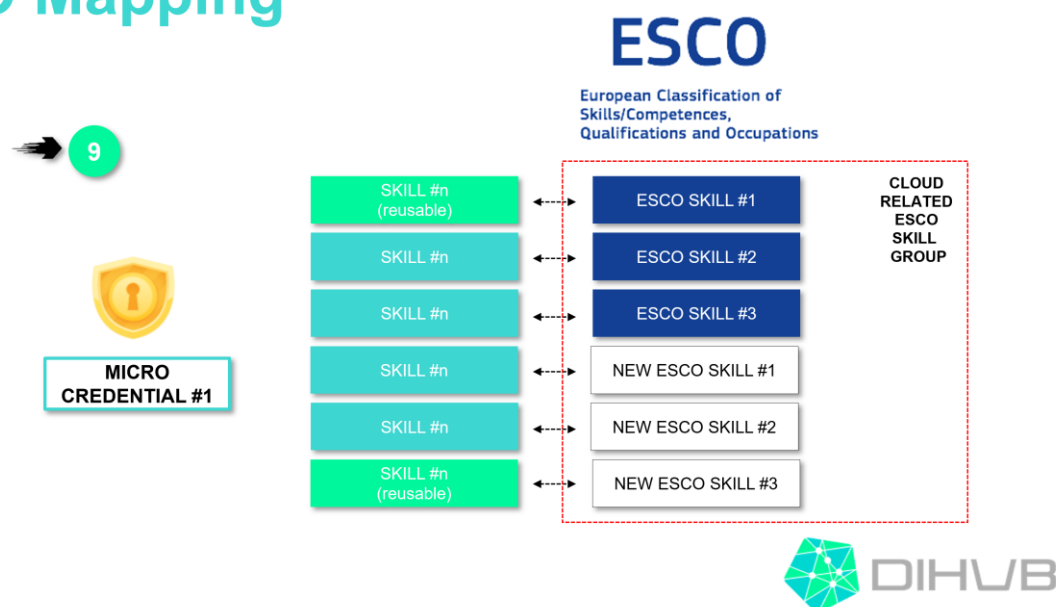 Mapping
ESCO
European Classification of
Skills/Competences,
Qualifications and Occupations
9
MICRO
CREDENTIAL #1
SKILL #n
(reusable)
SKILL #n
SKILL #n
SKILL #n
SKILL #n
SKILL #n
(reusable)
ESCO SKILL #1
ESCO SKILL #2
ESCO SKILL #3
NEW ESCO SKILL #1
NEW ESCO SKILL #2
NEW ESCO SKILL #3
CLOUD
RELATED
ESCO
SKILL
GROUP
DIHUB